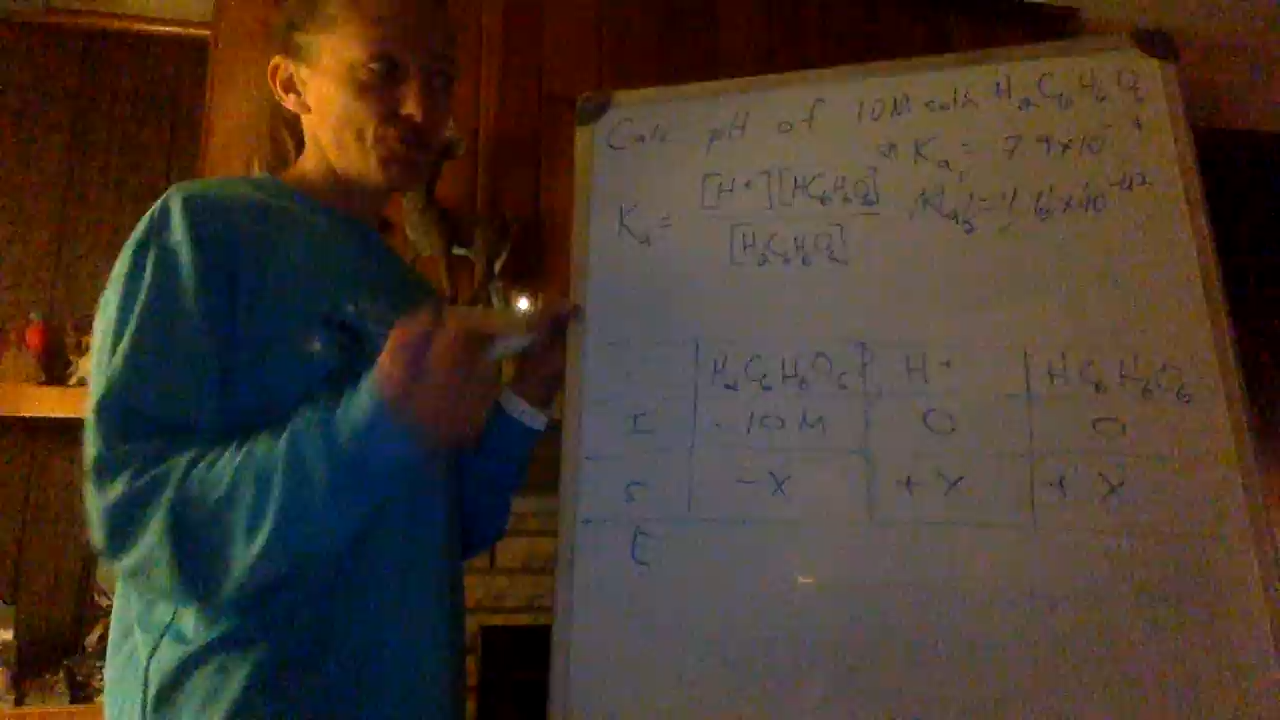 Calc pH of .10M soln H₂C₆H₆O₆
Kₐ₁ = 7.9x10⁻⁵
Kₐ = [H⁺][HC₆H₆O₆] / [H₂C₆H₆O₆]
Kₐ₂ = 1.6x10⁻¹²
H₂C₆H₆O₆ H⁺ HC₆H₆O₆
I .10M 0 0
-x +x +x
E